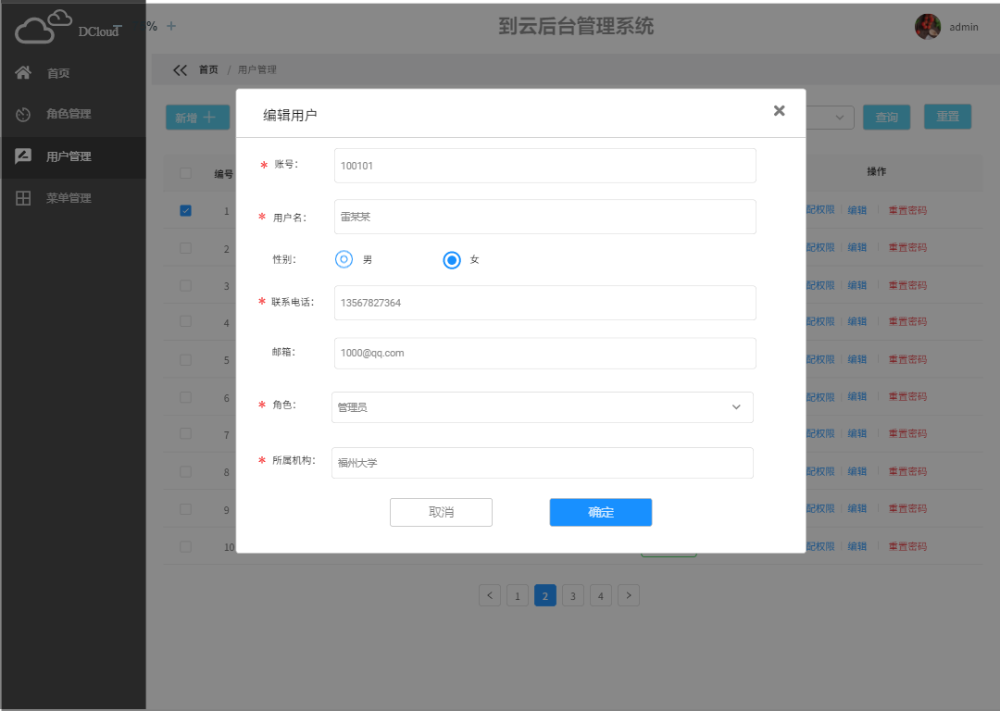 DCloud
% +
到云后台管理系统
admin
首页 / 用户管理
首页
角色管理
用户管理
菜单管理
新增
查询
重置
编号
操作
编辑用户
* 账号:
100101
* 用户名:
雷某某
性别:
男
女
* 联系电话:
13567827364
邮箱:
1000@qq.com
* 角色:
管理员
* 所属机构:
福州大学
取消
确定
1 配权限 编辑 重置密码
2 配权限 编辑 重置密码
3 配权限 编辑 重置密码
4 配权限 编辑 重置密码
5 配权限 编辑 重置密码
6 配权限 编辑 重置密码
7 配权限 编辑 重置密码
8 配权限 编辑 重置密码
9 配权限 编辑 重置密码
10 配权限 编辑 重置密码
< 1 2 3 4 >